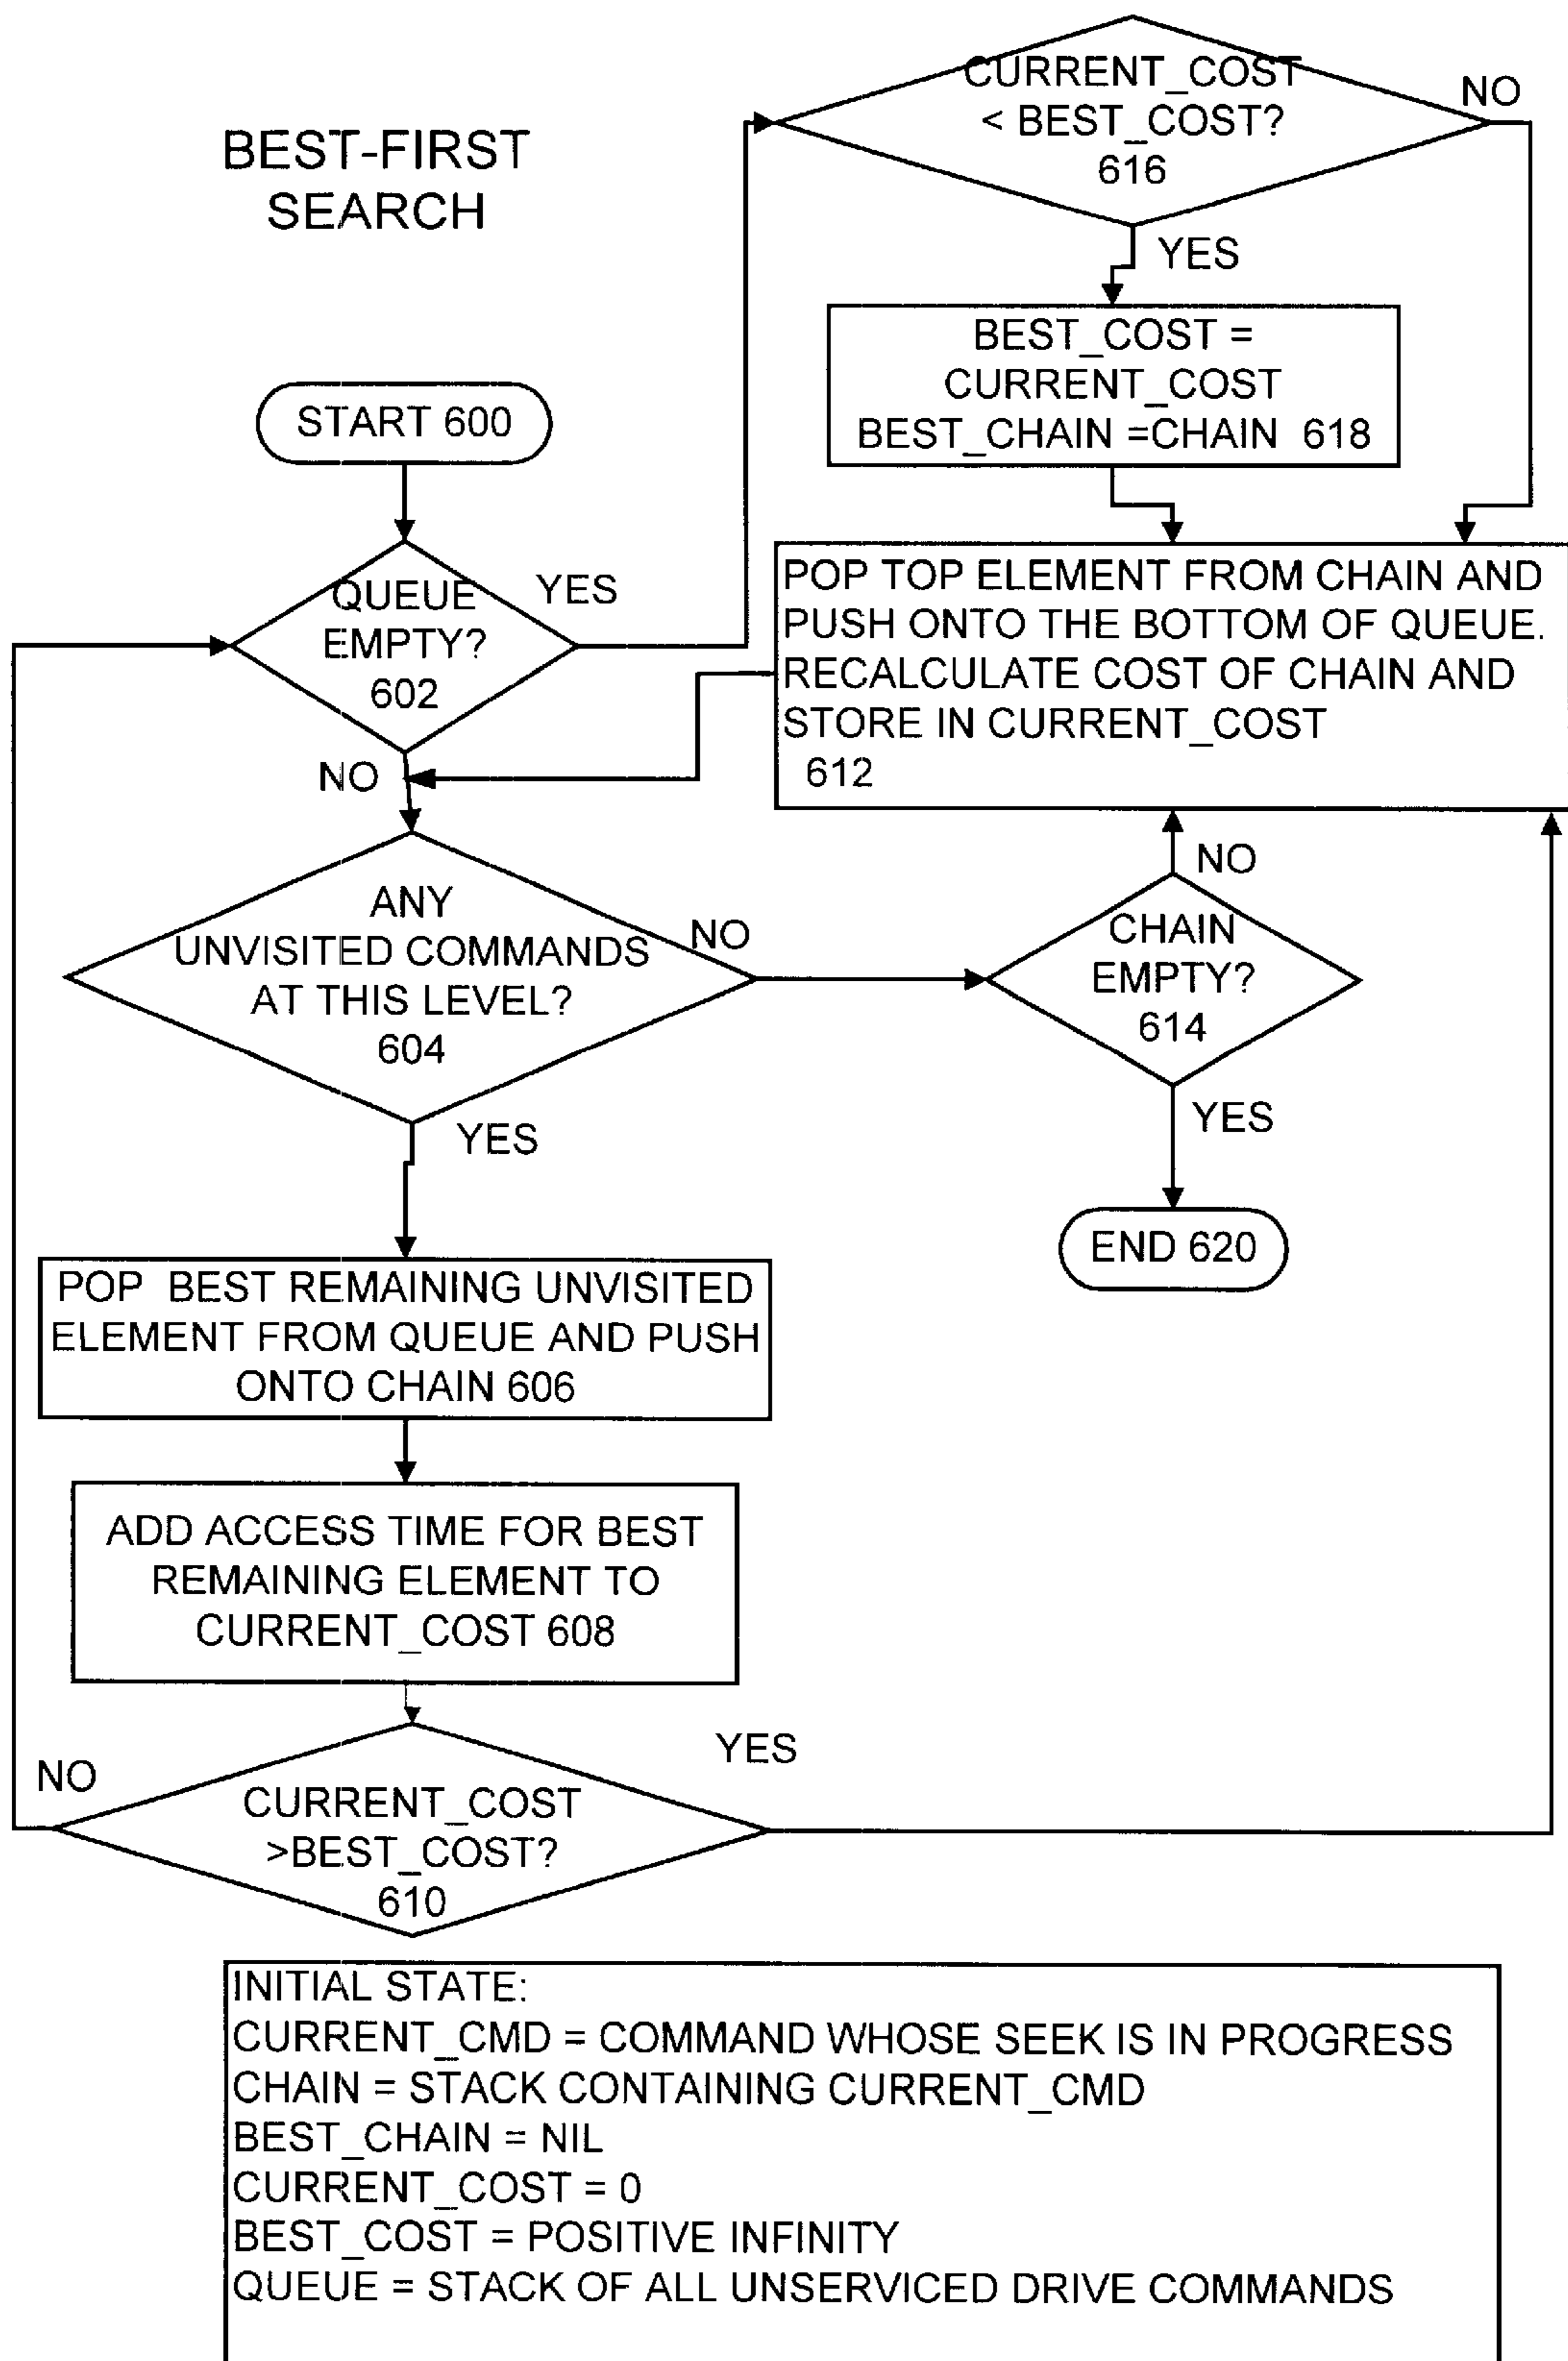 BEST-FIRST
SEARCH
CURRENT_COST
< BEST_COST?
616
NO
YES
BEST_COST =
CURRENT_COST
BEST_CHAIN =CHAIN 618
START 600
QUEUE
EMPTY?
602
YES
NO
POP TOP ELEMENT FROM CHAIN AND
PUSH ONTO THE BOTTOM OF QUEUE.
RECALCULATE COST OF CHAIN AND
STORE IN CURRENT_COST
612
ANY
UNVISITED COMMANDS
AT THIS LEVEL?
604
NO
YES
NO
CHAIN
EMPTY?
614
YES
END 620
POP BEST REMAINING UNVISITED
ELEMENT FROM QUEUE AND PUSH
ONTO CHAIN 606
ADD ACCESS TIME FOR BEST
REMAINING ELEMENT TO
CURRENT_COST 608
NO
YES
CURRENT_COST
>BEST_COST?
610
INITIAL STATE:
CURRENT_CMD = COMMAND WHOSE SEEK IS IN PROGRESS
CHAIN = STACK CONTAINING CURRENT_CMD
BEST_CHAIN = NIL
CURRENT_COST = 0
BEST_COST = POSITIVE INFINITY
QUEUE = STACK OF ALL UNSERVICED DRIVE COMMANDS